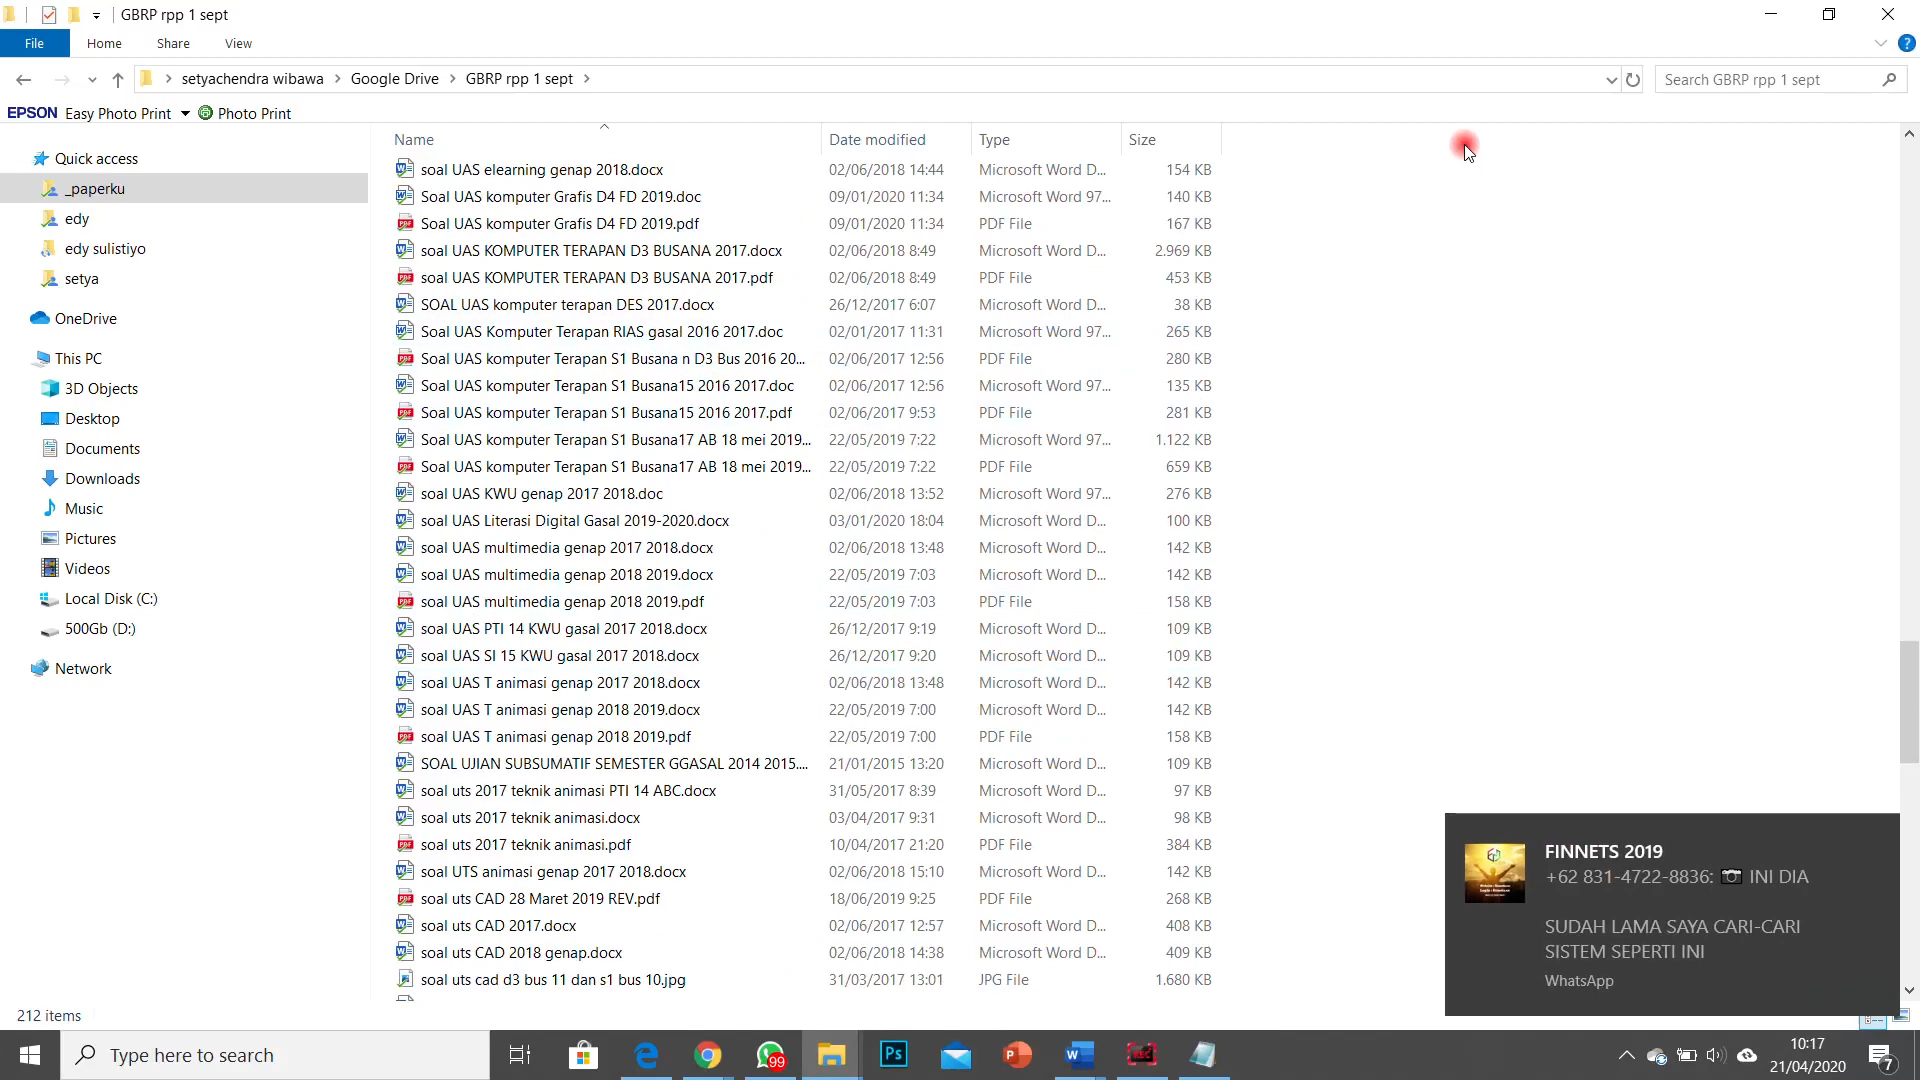 GBRP rpp 1 sept
File Home Share View
setyachendra wibawa Google Drive GBRP rpp 1 sept
Search GBRP rpp 1 sept
EPSON Easy Photo Print Photo Print
Quick access
_paperku
edy
edy sulistiyo
setya
OneDrive
This PC
3D Objects
Desktop
Documents
Downloads
Music
Pictures
Videos
Local Disk (C:)
500Gb (D:)
Network
Name Date modified Type Size
soal UAS elearning genap 2018.docx 02/06/2018 14:44 Microsoft Word D... 154 KB
Soal UAS komputer Grafis D4 FD 2019.doc 09/01/2020 11:34 Microsoft Word 97... 140 KB
Soal UAS komputer Grafis D4 FD 2019.pdf 09/01/2020 11:34 PDF File 167 KB
soal UAS KOMPUTER TERAPAN D3 BUSANA 2017.docx 02/06/2018 8:49 Microsoft Word D... 2.969 KB
soal UAS KOMPUTER TERAPAN D3 BUSANA 2017.pdf 02/06/2018 8:49 PDF File 453 KB
SOAL UAS komputer terapan DES 2017.docx 26/12/2017 6:07 Microsoft Word D... 38 KB
Soal UAS Komputer Terapan RIAS gasal 2016 2017.doc 02/01/2017 11:31 Microsoft Word 97... 265 KB
Soal UAS komputer Terapan S1 Busana n D3 Bus 2016 20... 02/06/2017 12:56 PDF File 280 KB
Soal UAS komputer Terapan S1 Busana15 2016 2017.doc 02/06/2017 12:56 Microsoft Word 97... 135 KB
Soal UAS komputer Terapan S1 Busana15 2016 2017.pdf 02/06/2017 9:53 PDF File 281 KB
Soal UAS komputer Terapan S1 Busana17 AB 18 mei 2019... 22/05/2019 7:22 Microsoft Word 97... 1.122 KB
Soal UAS komputer Terapan S1 Busana17 AB 18 mei 2019... 22/05/2019 7:22 PDF File 659 KB
soal UAS KWU genap 2017 2018.doc 02/06/2018 13:52 Microsoft Word 97... 276 KB
soal UAS Literasi Digital Gasal 2019-2020.docx 03/01/2020 18:04 Microsoft Word D... 100 KB
soal UAS multimedia genap 2017 2018.docx 02/06/2018 13:48 Microsoft Word D... 142 KB
soal UAS multimedia genap 2018 2019.docx 22/05/2019 7:03 Microsoft Word D... 142 KB
soal UAS multimedia genap 2018 2019.pdf 22/05/2019 7:03 PDF File 158 KB
soal UAS PTI 14 KWU gasal 2017 2018.docx 26/12/2017 9:19 Microsoft Word D... 109 KB
soal UAS SI 15 KWU gasal 2017 2018.docx 26/12/2017 9:20 Microsoft Word D... 109 KB
soal UAS T animasi genap 2017 2018.docx 02/06/2018 13:48 Microsoft Word D... 142 KB
soal UAS T animasi genap 2018 2019.docx 22/05/2019 7:00 Microsoft Word D... 142 KB
soal UAS T animasi genap 2018 2019.pdf 22/05/2019 7:00 PDF File 158 KB
SOAL UJIAN SUBSUMATIF SEMESTER GGASAL 2014 2015.... 21/01/2015 13:20 Microsoft Word D... 109 KB
soal uts 2017 teknik animasi PTI 14 ABC.docx 31/05/2017 8:39 Microsoft Word D... 97 KB
soal uts 2017 teknik animasi.docx 03/04/2017 9:31 Microsoft Word D... 98 KB
soal uts 2017 teknik animasi.pdf 10/04/2017 21:20 PDF File 384 KB
soal UTS animasi genap 2017 2018.docx 02/06/2018 15:10 Microsoft Word D... 142 KB
soal uts CAD 28 Maret 2019 REV.pdf 18/06/2019 9:25 PDF File 268 KB
soal uts CAD 2017.docx 02/06/2017 12:57 Microsoft Word D... 408 KB
soal uts CAD 2018 genap.docx 02/06/2018 14:38 Microsoft Word D... 409 KB
soal uts cad d3 bus 11 dan s1 bus 10.jpg 31/03/2017 13:01 JPG File 1.680 KB
FINNETS 2019
+62 831-4722-8836: 📷 INI DIA
SUDAH LAMA SAYA CARI-CARI
SISTEM SEPERTI INI
WhatsApp
212 items
Type here to search
99
Ps
10:17
21/04/2020
7